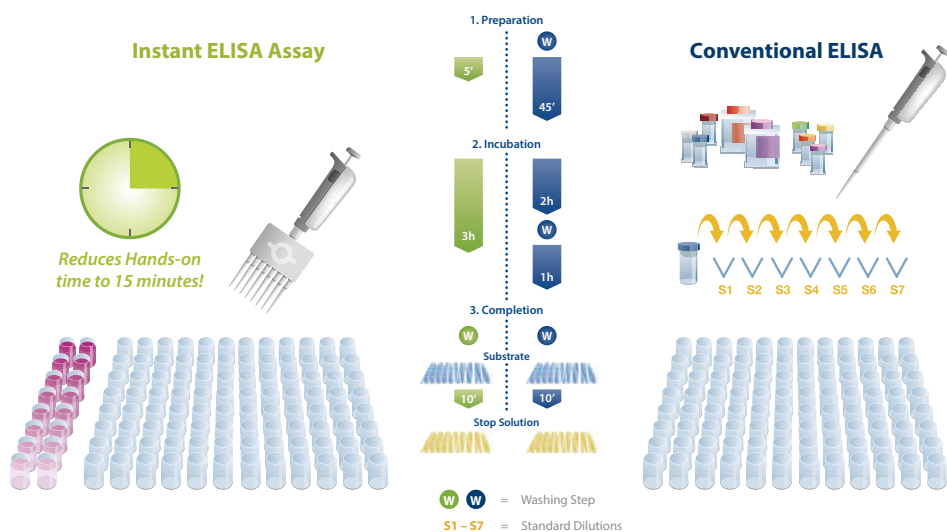 Instant ELISA Assay
Reduces Hands-on
time to 15 minutes!
1. Preparation
W
5’
45’
2. Incubation
3h
2h
W
1h
3. Completion
W
W
Substrate
10’
10’
Stop Solution
W W = Washing Step
S1 – S7 = Standard Dilutions
Conventional ELISA
S1 S2 S3 S4 S5 S6 S7